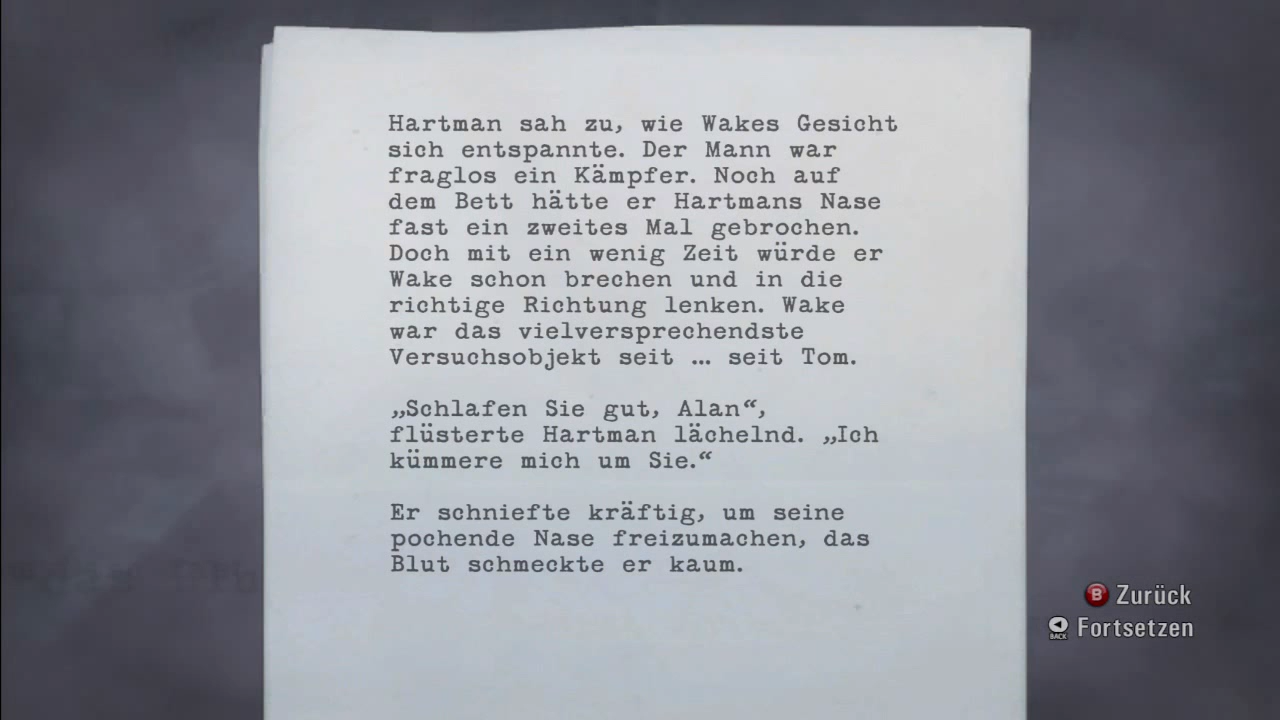 Hartman sah zu, wie Wakes Gesicht
sich entspannte. Der Mann war
fraglos ein Kämpfer. Noch auf
dem Bett hätte er Hartmans Nase
fast ein zweites Mal gebrochen.
Doch mit ein wenig Zeit würde er
Wake schon brechen und in die
richtige Richtung lenken. Wake
war das vielversprechendste
Versuchsobjekt seit … seit Tom.
„Schlafen Sie gut, Alan“,
flüsterte Hartman lächelnd. „Ich
kümmere mich um Sie.“
Er schniefte kräftig, um seine
pochende Nase freizumachen, das
Blut schmeckte er kaum.
B Zurück
BACK Fortsetzen